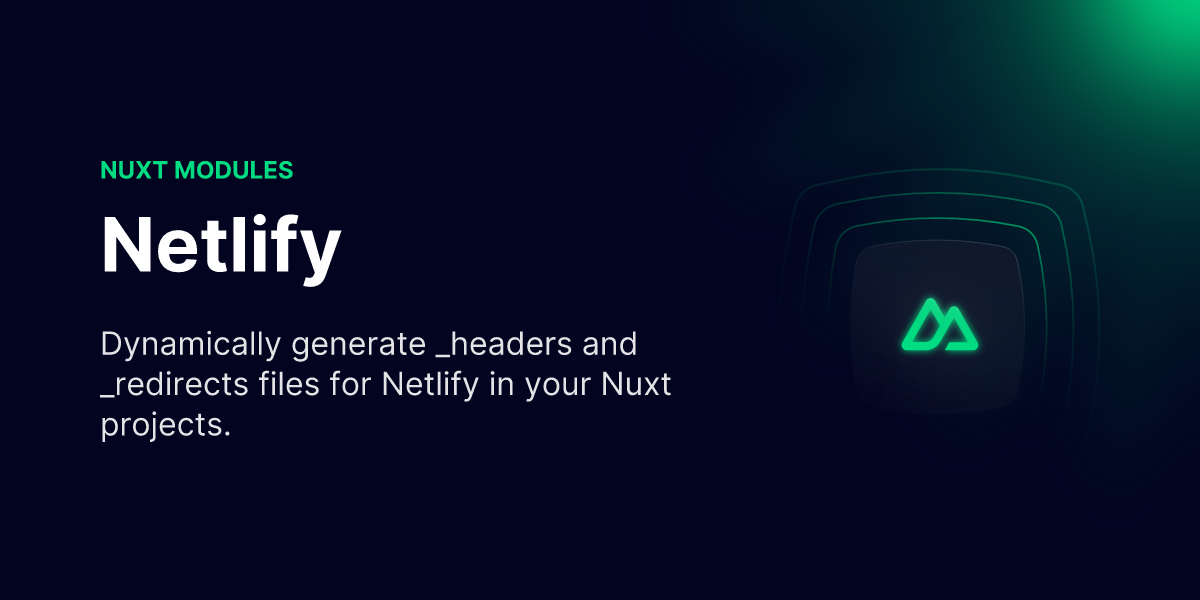 NUXT MODULES
Netlify
Dynamically generate _headers and
_redirects files for Netlify in your Nuxt
projects.